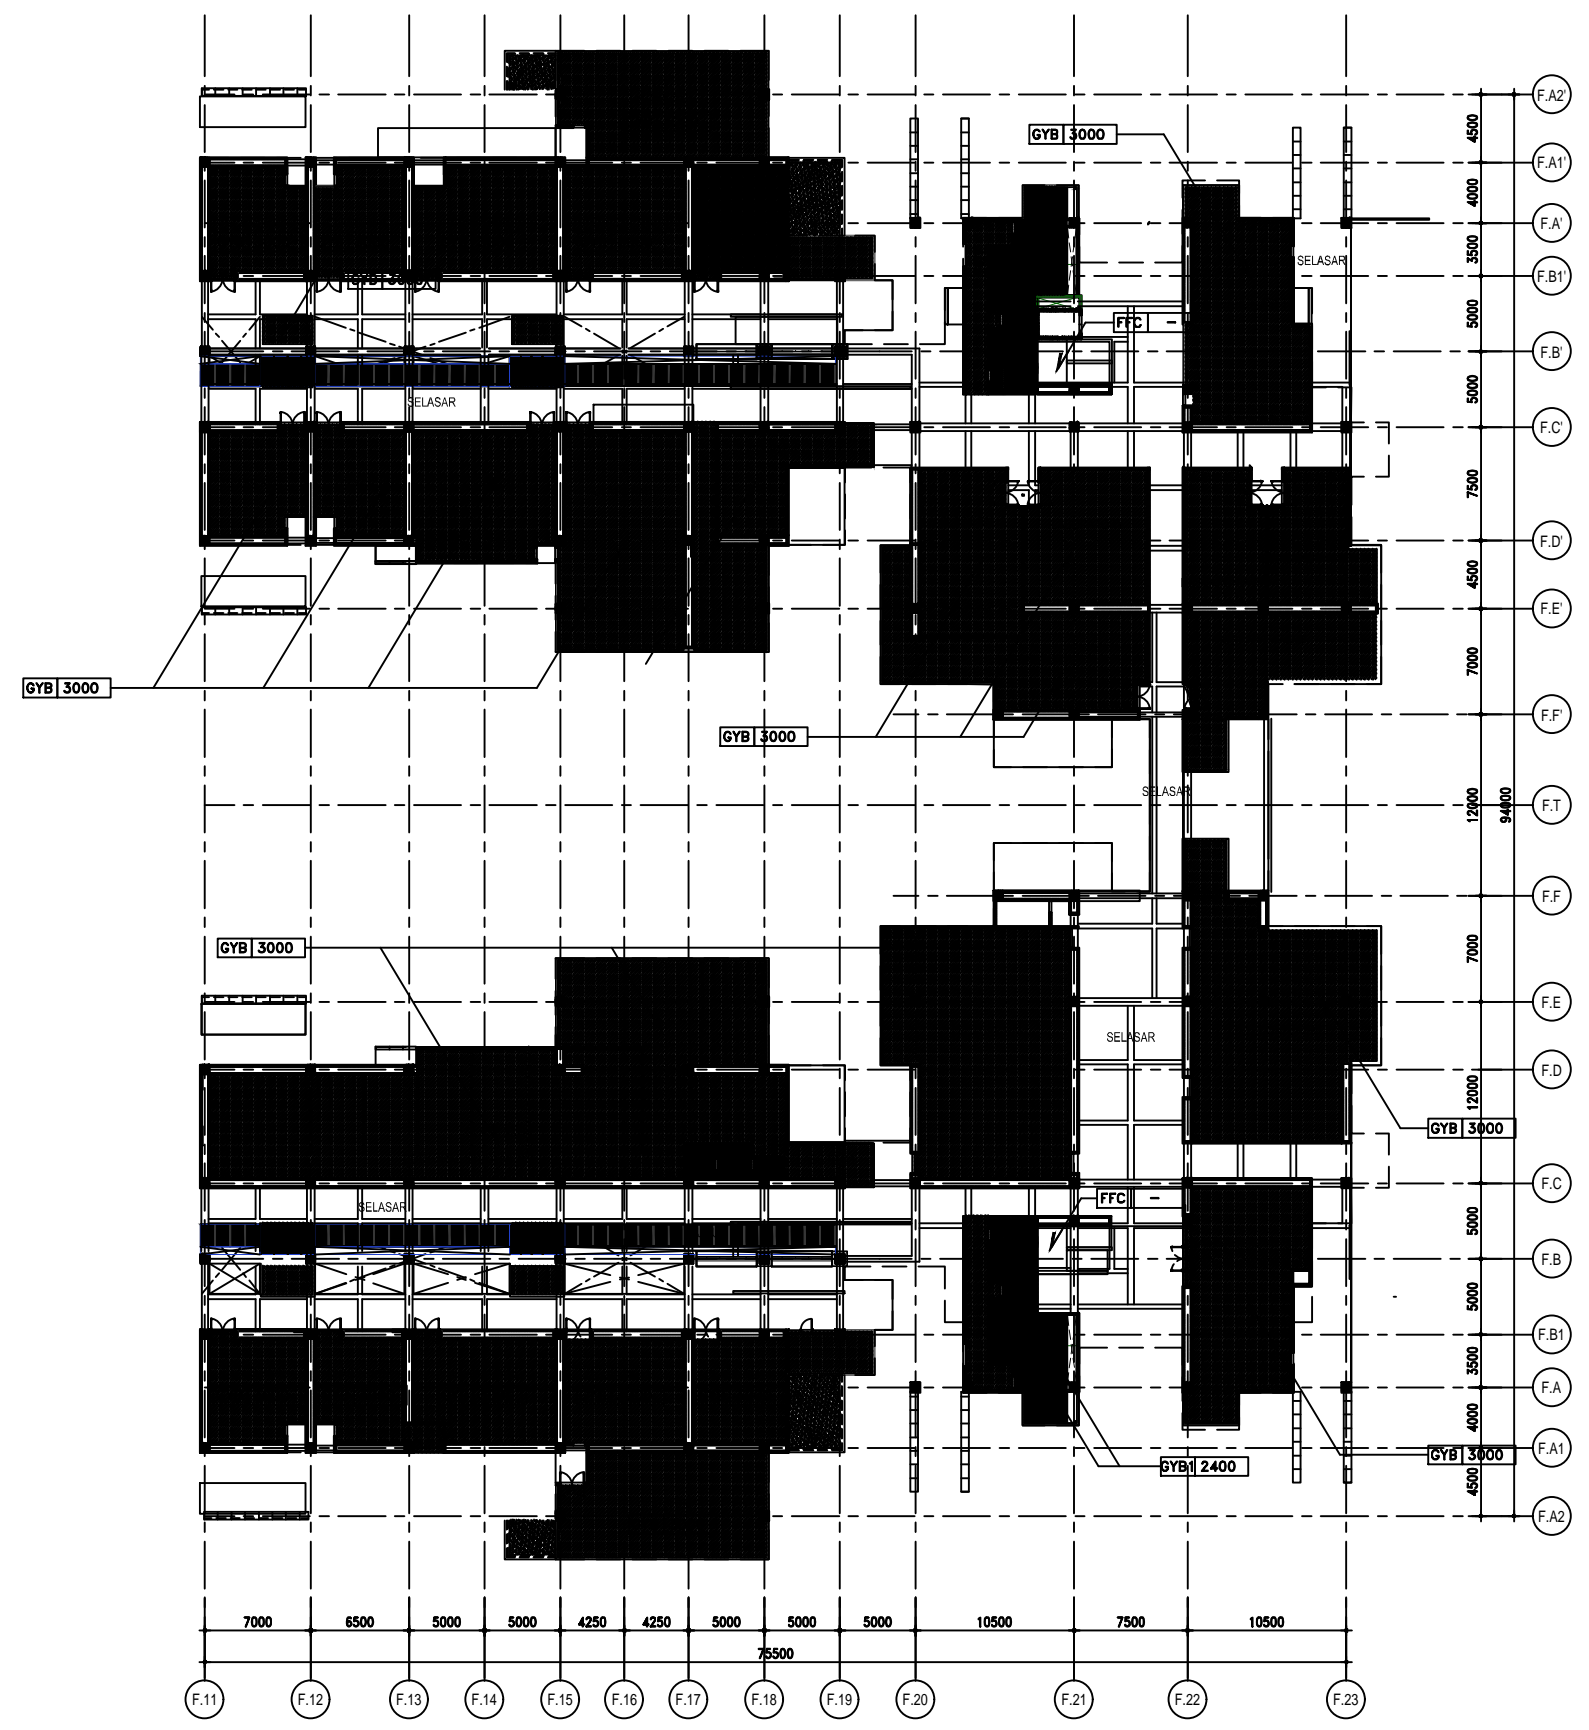 F.A2'
4500
GYB 3000
F.A1'
4000
F.A'
3500
SELASAR
F.B1'
GYB 3000
5000
FFC -
F.B'
5000
SELASAR
F.C'
7500
F.D'
4500
F.E'
7000
GYB 3000
F.F'
GYB 3000
SELASAR
12000
94000
F.T
F.F
GYB 3000
7000
F.E
SELASAR
F.D
12000
GYB 3000
F.C
FFC -
SELASAR
5000
F.B
5000
F.B1
3500
F.A
4000
F.A1
GYB 3000
GYB1 2400
4500
F.A2
7000 6500 5000 5000 4250 4250 5000 5000 5000 10500 7500 10500
75500
F.11 F.12 F.13 F.14 F.15 F.16 F.17 F.18 F.19 F.20 F.21 F.22 F.23